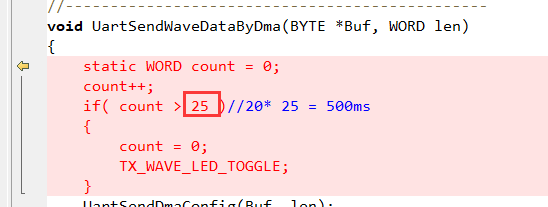 //------------------------------------------------
void UartSendWaveDataByDma(BYTE *Buf, WORD len)
{
static WORD count = 0;
count++;
if( count > 25 )//20* 25 = 500ms
{
count = 0;
TX_WAVE_LED_TOGGLE;
}
UartSendDmaConfig(Buf, len);